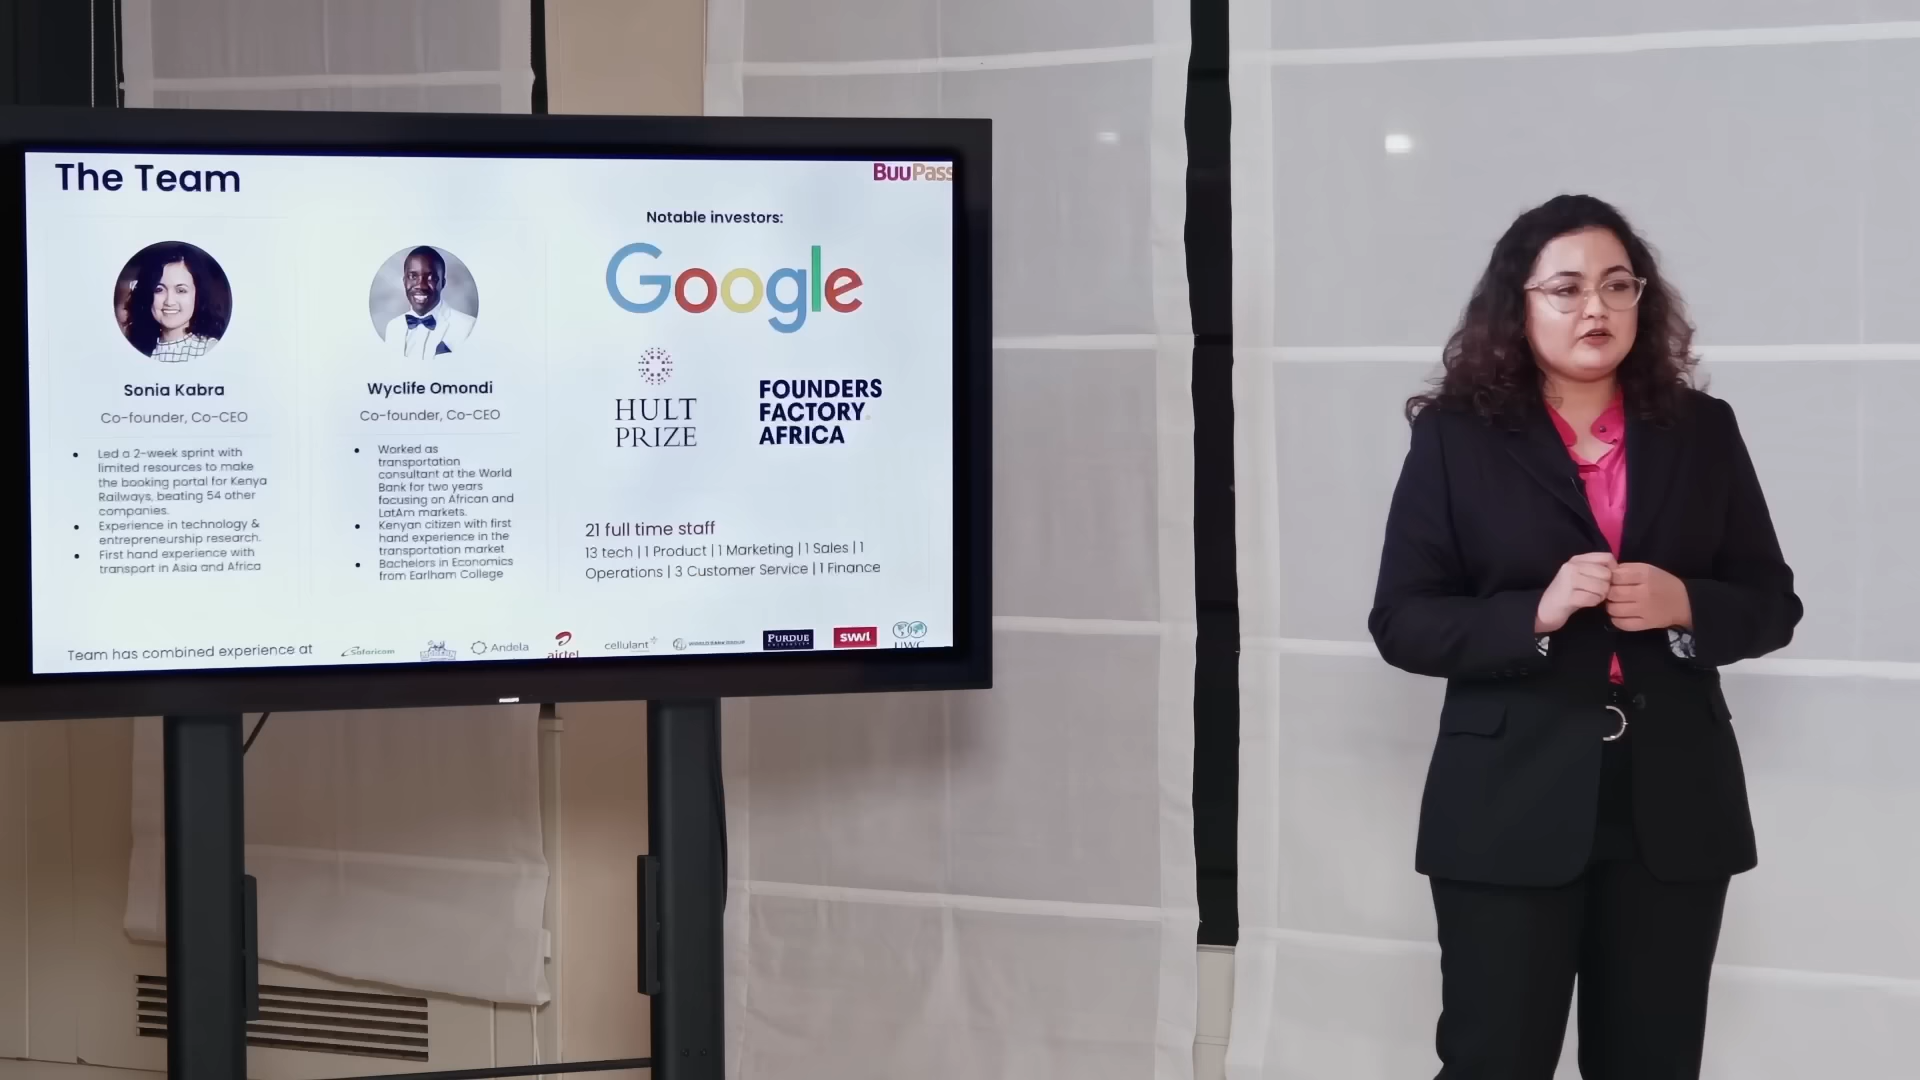 The Team
BuuPass
Sonia Kabra
Co-founder, Co-CEO
Led a 2-week sprint with
limited resources to make
the booking portal for Kenya
Railways, beating 54 other
companies.
Experience in technology &
entrepreneurship research.
First hand experience with
transport in Asia and Africa
Wyclife Omondi
Co-founder, Co-CEO
Worked as
transportation
consultant at the World
Bank for two years
focusing on African and
LatAm markets.
Kenyan citizen with first
hand experience in the
transportation market
Bachelors in Economics
from Earlham College
Notable investors:
Google
HULT
PRIZE
FOUNDERS
FACTORY
AFRICA
21 full time staff
13 tech | 1 Product | 1 Marketing | 1 Sales | 1
Operations | 3 Customer Service | 1 Finance
Team has combined experience at
Safaricom
Andela
airtel
cellulant
PURDUE
swvl
UWC